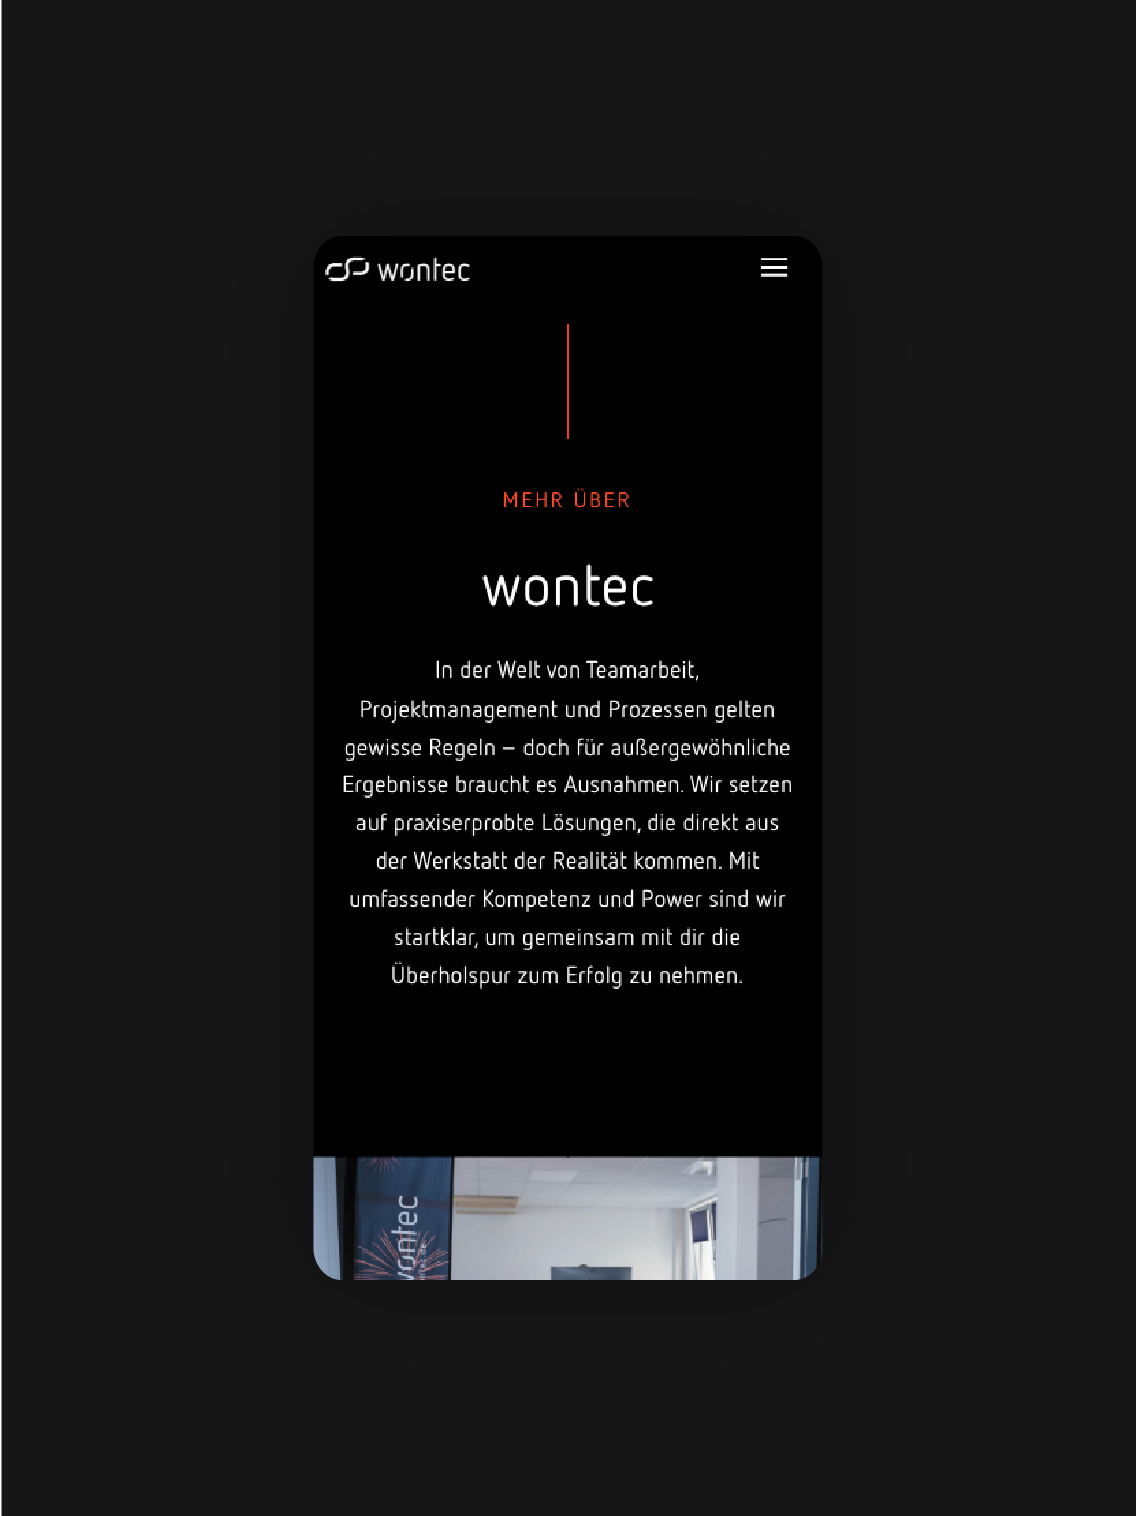 wontec
MEHR ÜBER
wontec
In der Welt von Teamarbeit,
Projektmanagement und Prozessen gelten
gewisse Regeln – doch für außergewöhnliche
Ergebnisse braucht es Ausnahmen. Wir setzen
auf praxiserprobte Lösungen, die direkt aus
der Werkstatt der Realität kommen. Mit
umfassender Kompetenz und Power sind wir
startklar, um gemeinsam mit dir die
Überholspur zum Erfolg zu nehmen.
wontec